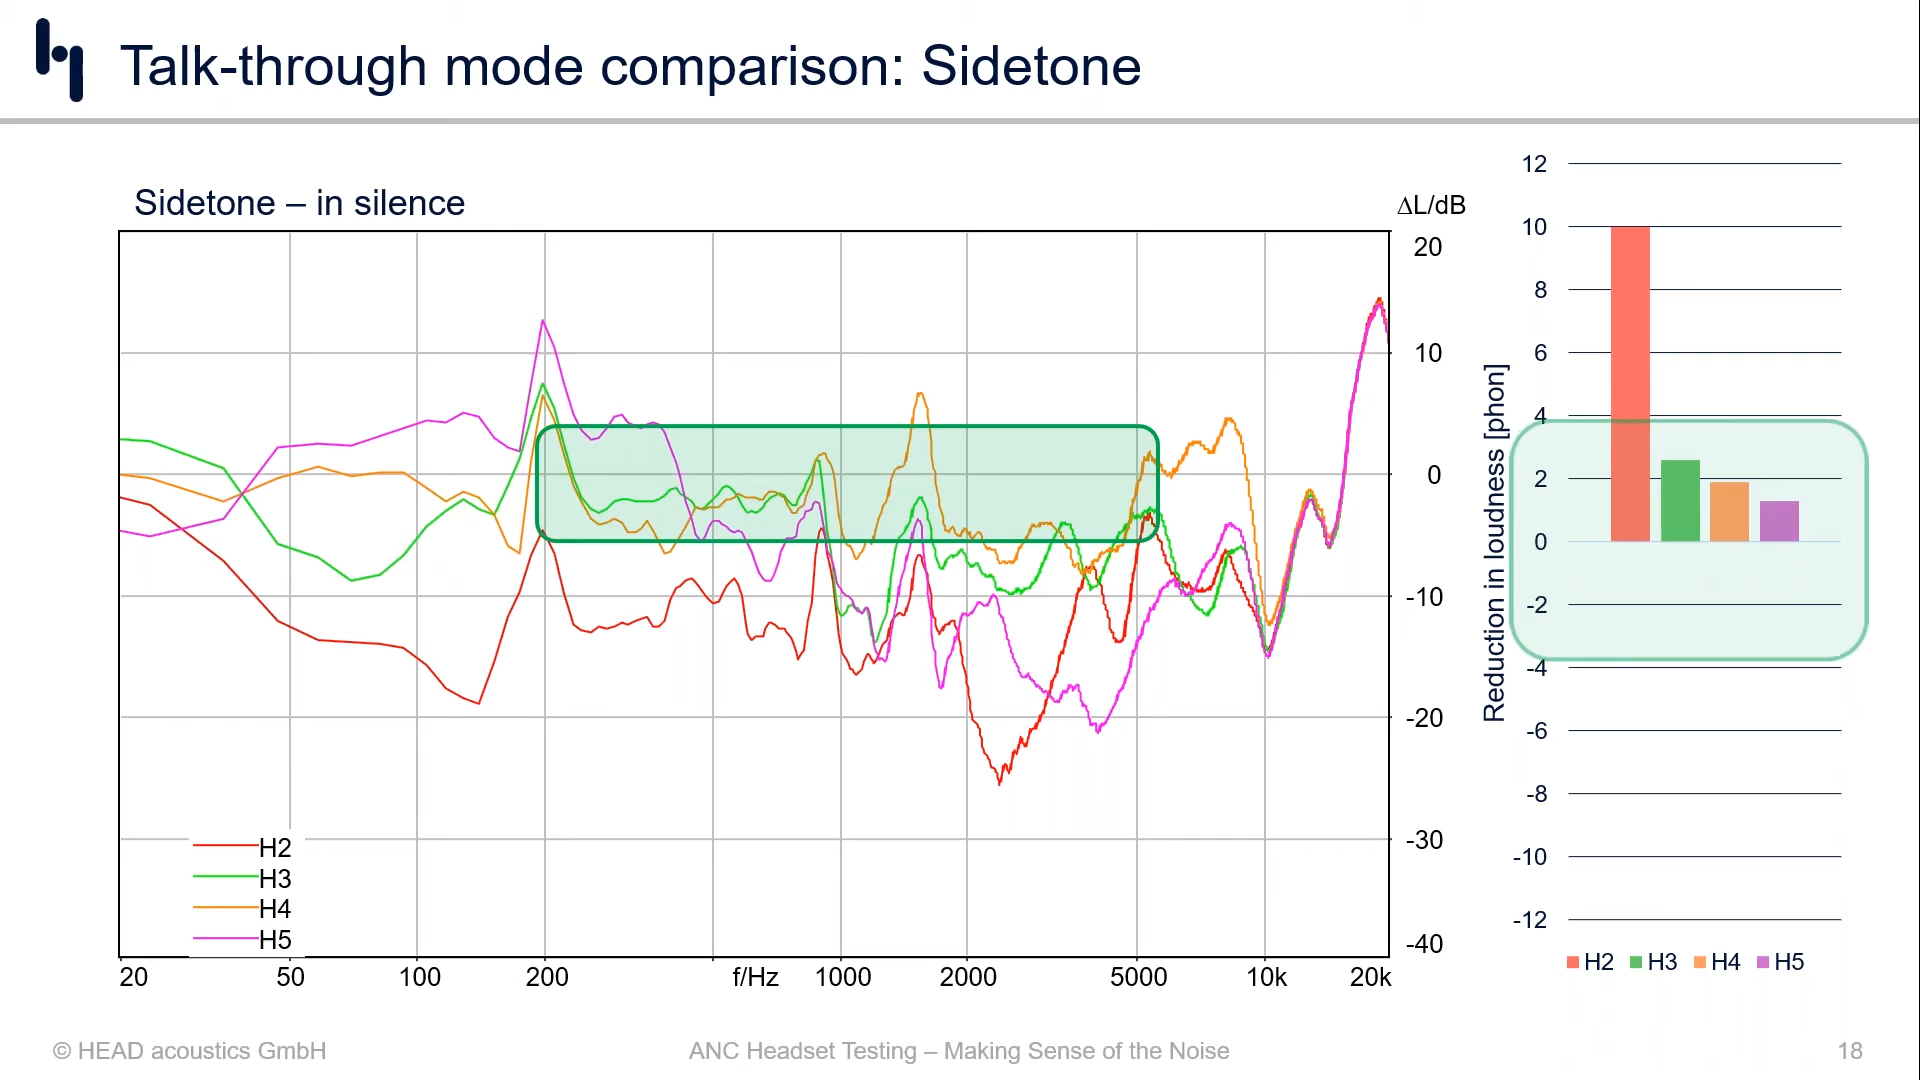 Talk-through mode comparison: Sidetone
Sidetone – in silence
ΔL/dB
20
10
0
-10
-20
-30
-40
H2
H3
H4
H5
20 50 100 200 f/Hz 1000 2000 5000 10k 20k
Reduction in loudness [phon]
12
10
8
6
4
2
0
-2
-4
-6
-8
-10
-12
H2 H3 H4 H5
© HEAD acoustics GmbH
ANC Headset Testing – Making Sense of the Noise
18